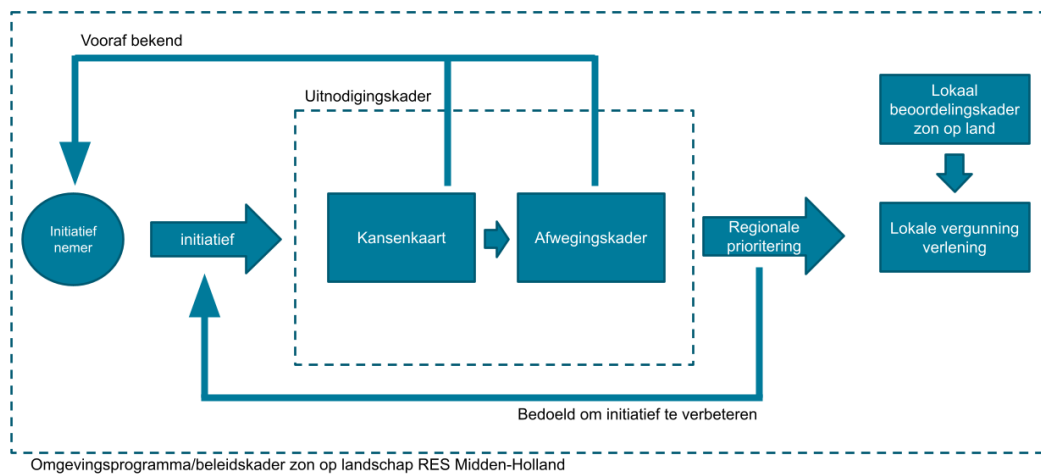 Vooraf bekend
Uitnodigingskader
Lokaal
beoordelingskader
zon op land
Initiatief
nemer
initiatief
Kansenkaart
Afwegingskader
Regionale
prioritering
Lokale vergunning
verlening
Bedoeld om initiatief te verbeteren
Omgevingsprogramma/beleidskader zon op landschap RES Midden-Holland